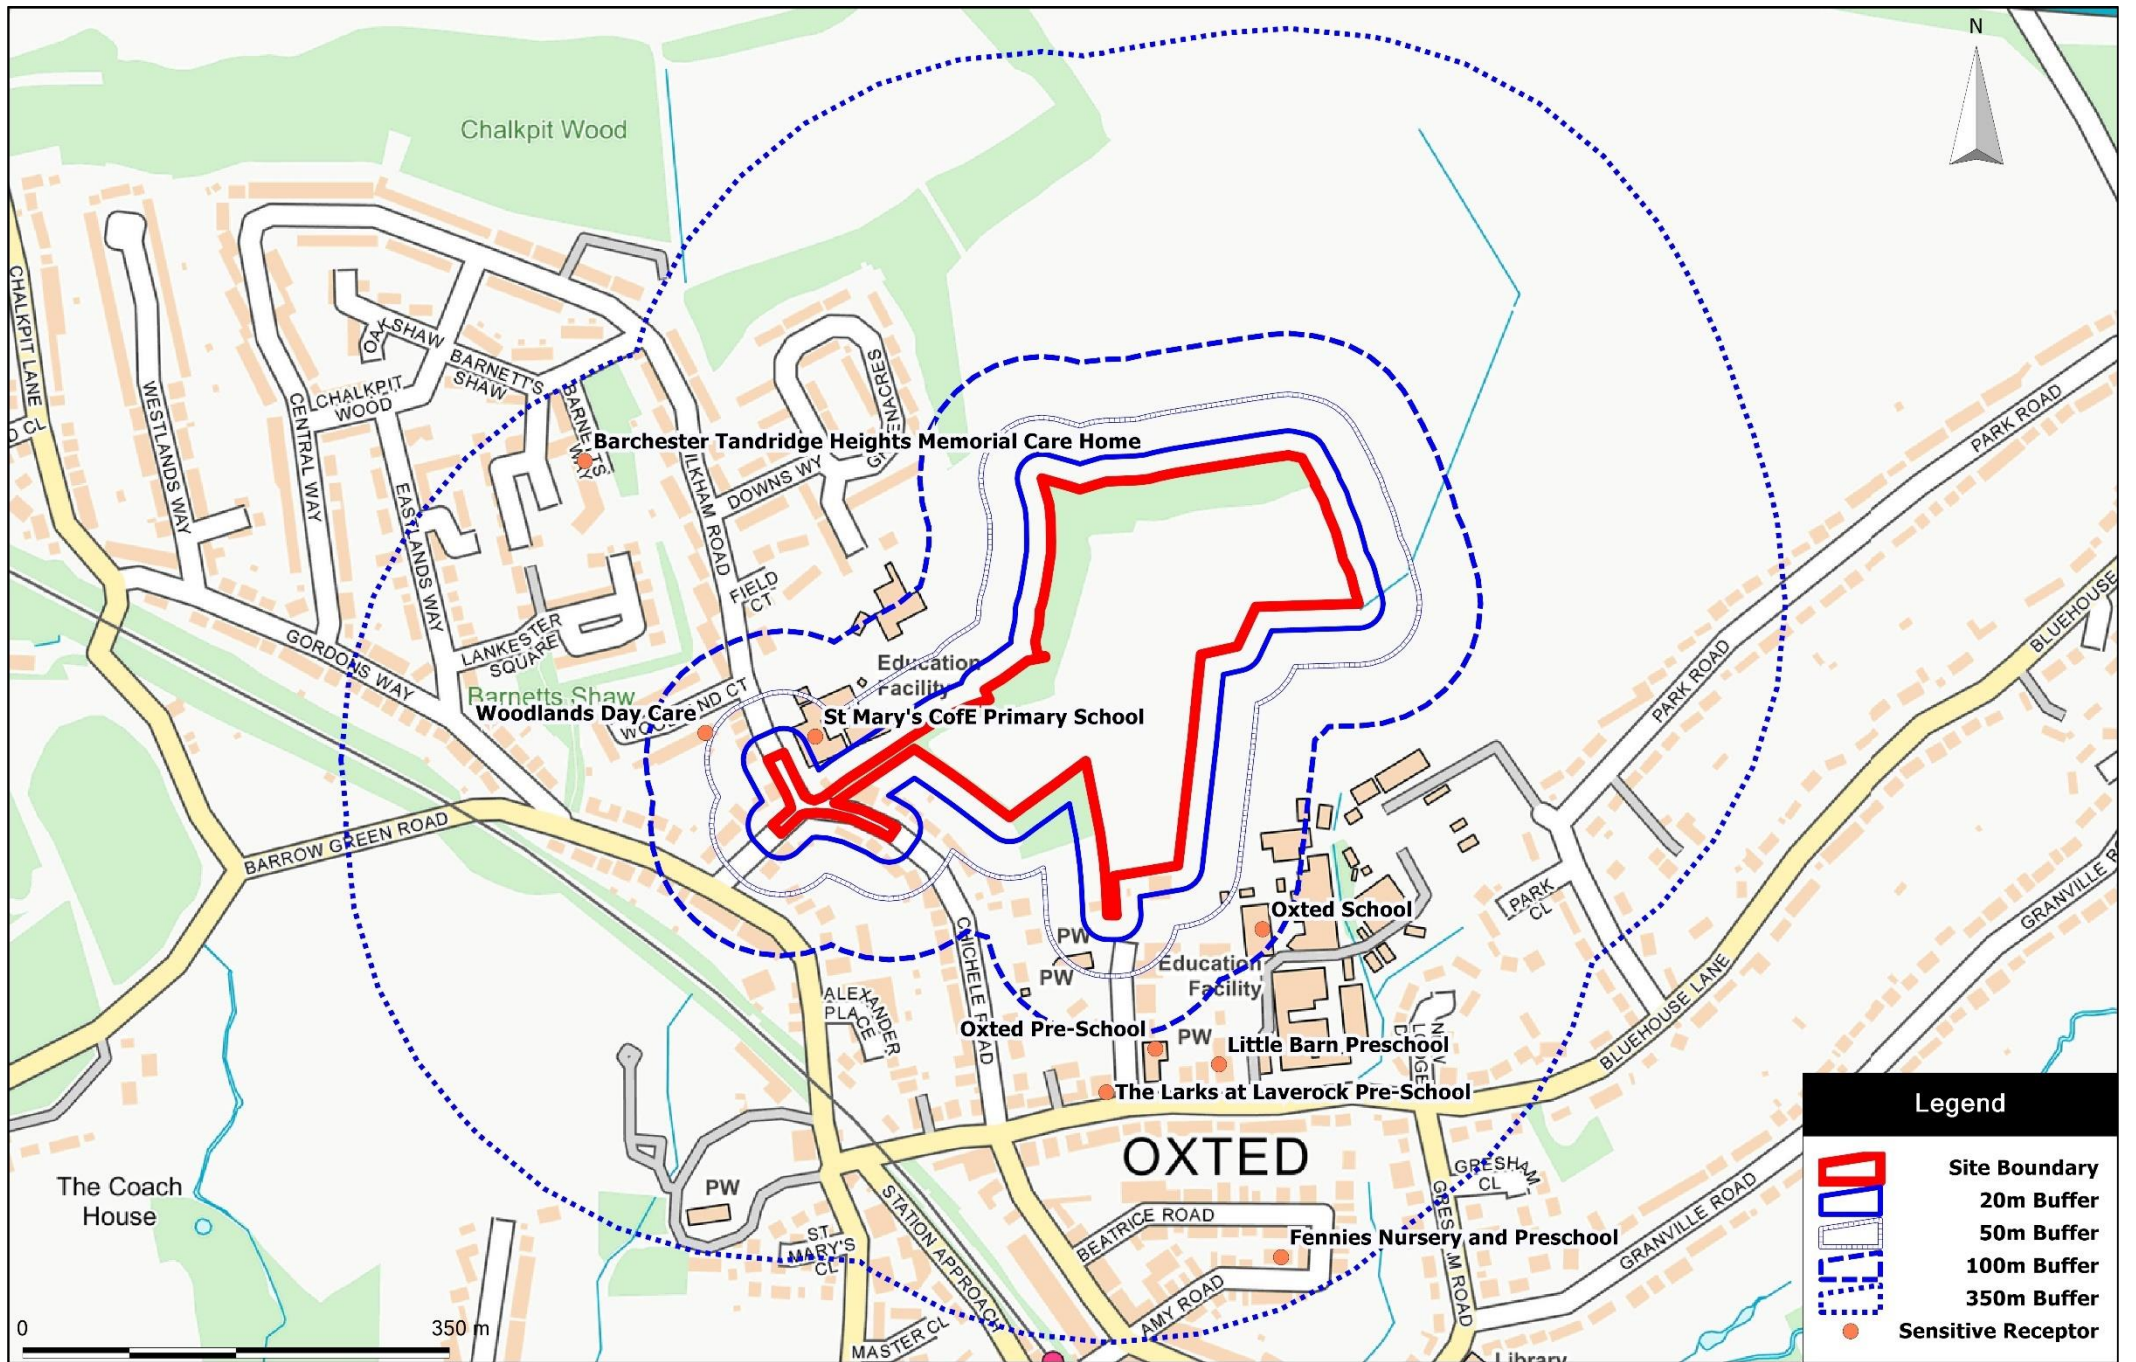 N
Chalkpit Wood
CHALKPIT LANE
WESTLANDS WAY
CENTRAL WAY
OAK
SHAW
BARNETT'S
SHAW
CHALKPIT
WOOD
BARNETTS
WAY
GREENACRES
Barchester Tandridge Heights Memorial Care Home
DOWNS WY
ROAD
EASTLANDS WAY
FIELD
CT
PARK ROAD
BLUEHOUSE
LANKESTER
SQUARE
GORDONS WAY
Barnetts Shaw
Woodlands Day Care
Education
Facility
St Mary's CofE Primary School
PARK ROAD
BARROW GREEN ROAD
PARK
CL
GRANVILLE
Oxted School
PW
PW
CHICHELE ROAD
Education
Facility
ALEXANDER
PLACE
Oxted Pre-School
PW
Little Barn Preschool
BLUEHOUSE LANE
The Larks at Laverock Pre-School
OXTED
The Coach
House
PW
ST
MARY'S
CL
STATION APPROACH
BEATRICE ROAD
GRESHAM
CL
GRESHAM ROAD
GRANVILLE ROAD
Fennies Nursery and Preschool
AMY ROAD
MASTER CL
Library
0
350 m
Legend
Site Boundary
20m Buffer
50m Buffer
100m Buffer
350m Buffer
Sensitive Receptor